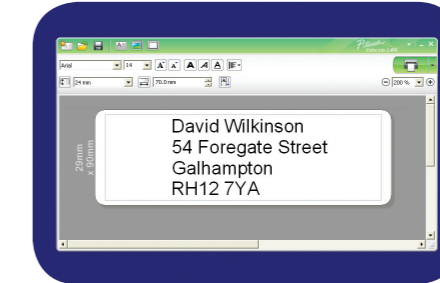 Arial
14
A A A A A
24 mm
70.0 mm
200 %
29mm
x 90mm
David Wilkinson
54 Foregate Street
Galhampton
RH12 7YA